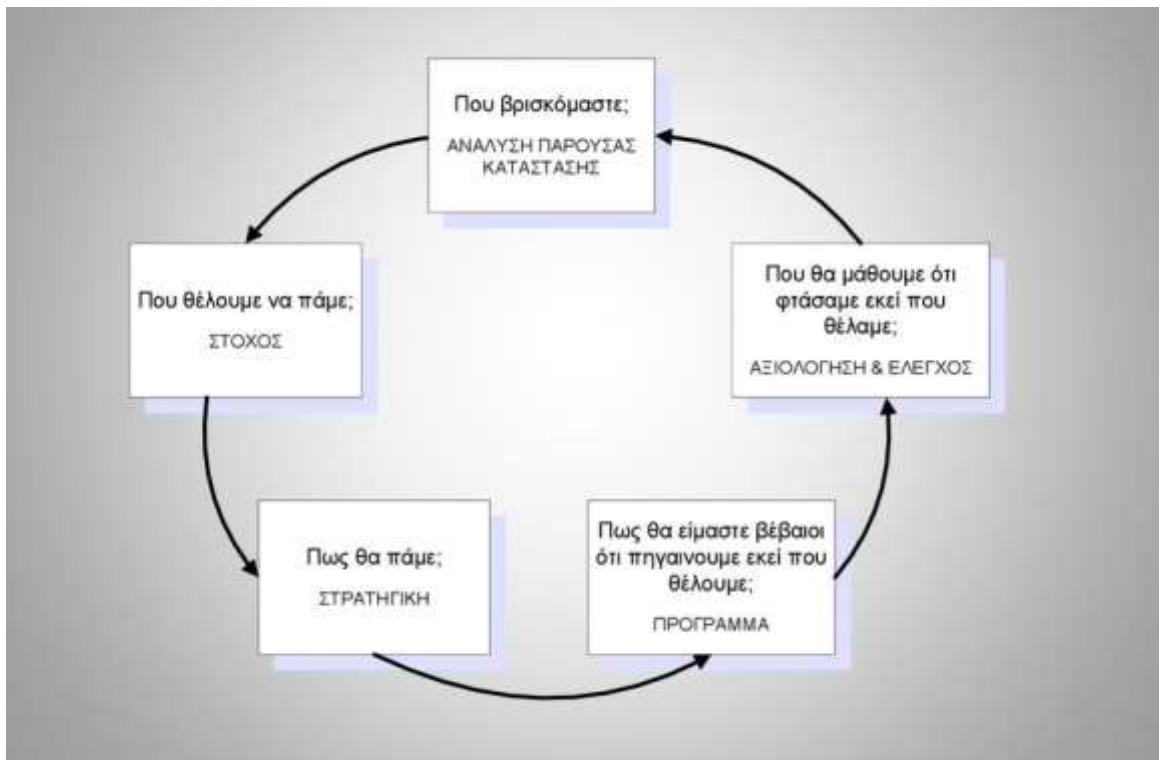 Που βρισκόμαστε;
ΑΝΑΛΥΣΗ ΠΑΡΟΥΣΑΣ
ΚΑΤΑΣΤΑΣΗΣ
Που θέλουμε να πάμε;
ΣΤΟΧΟΣ
Πως θα πάμε;
ΣΤΡΑΤΗΓΙΚΗ
Πως θα είμαστε βέβαιοι
ότι πηγαινουμε εκεί που
θέλουμε;
ΠΡΟΓΡΑΜΜΑ
Που θα μάθουμε ότι
φτάσαμε εκεί που
θέλαμε;
ΑΞΙΟΛΟΓΗΣΗ & ΕΛΕΓΧΟΣ